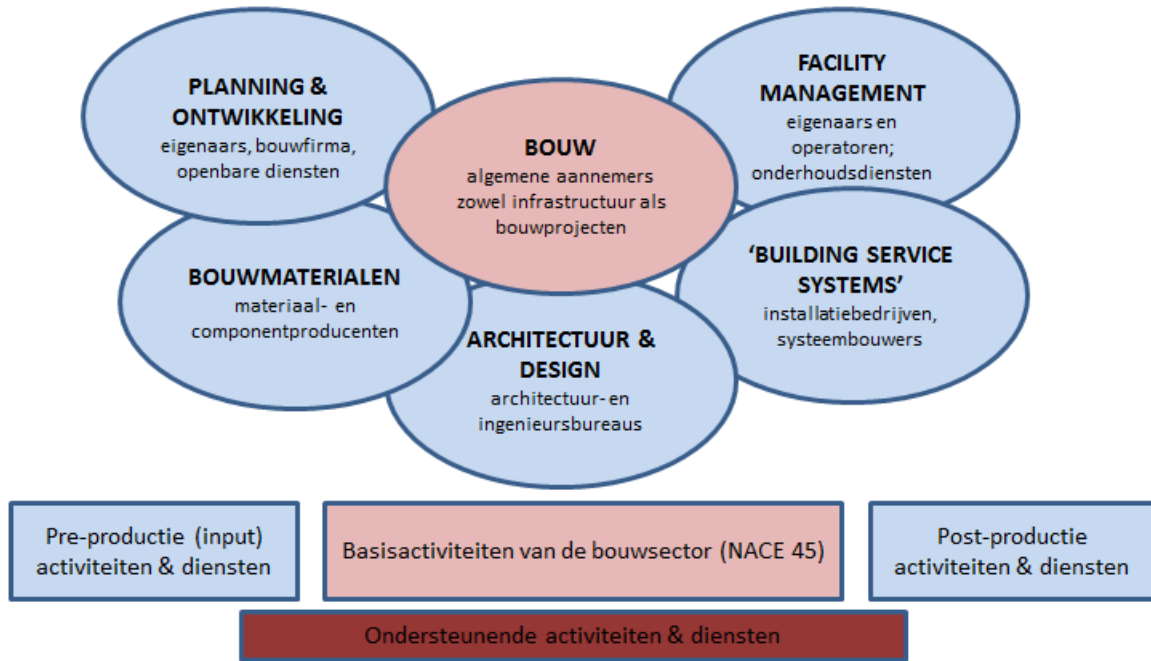 PLANNING &
ONTWIKKELING
eigenaars, bouwfirma,
openbare diensten
BOUW
algemene aannemers
zowel infrastructuur als
bouwprojecten
FACILITY
MANAGEMENT
eigenaars en
operatoren;
onderhoudsdiensten
BOUWMATERIALEN
materiaal- en
componentproducenten
ARCHITECTUUR &
DESIGN
architectuur- en
ingenieursbureaus
‘BUILDING SERVICE
SYSTEMS’
installatiebedrijven,
systeembouwers
Pre-productie (input)
activiteiten & diensten
Basisactiviteiten van de bouwsector (NACE 45)
Post-productie
activiteiten & diensten
Ondersteunende activiteiten & diensten